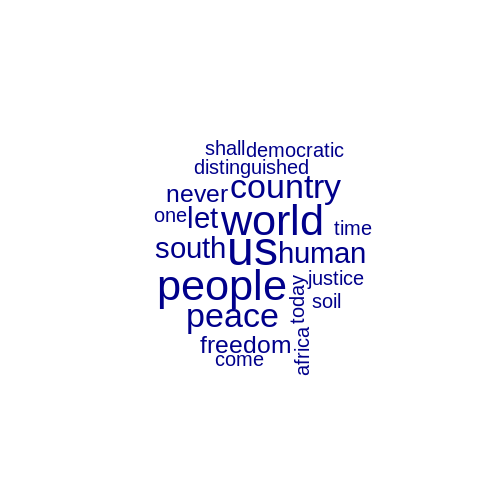 shall democratic
distinguished
never country
one let world time
south us human
people justice
today soil
peace
freedom
africa
come